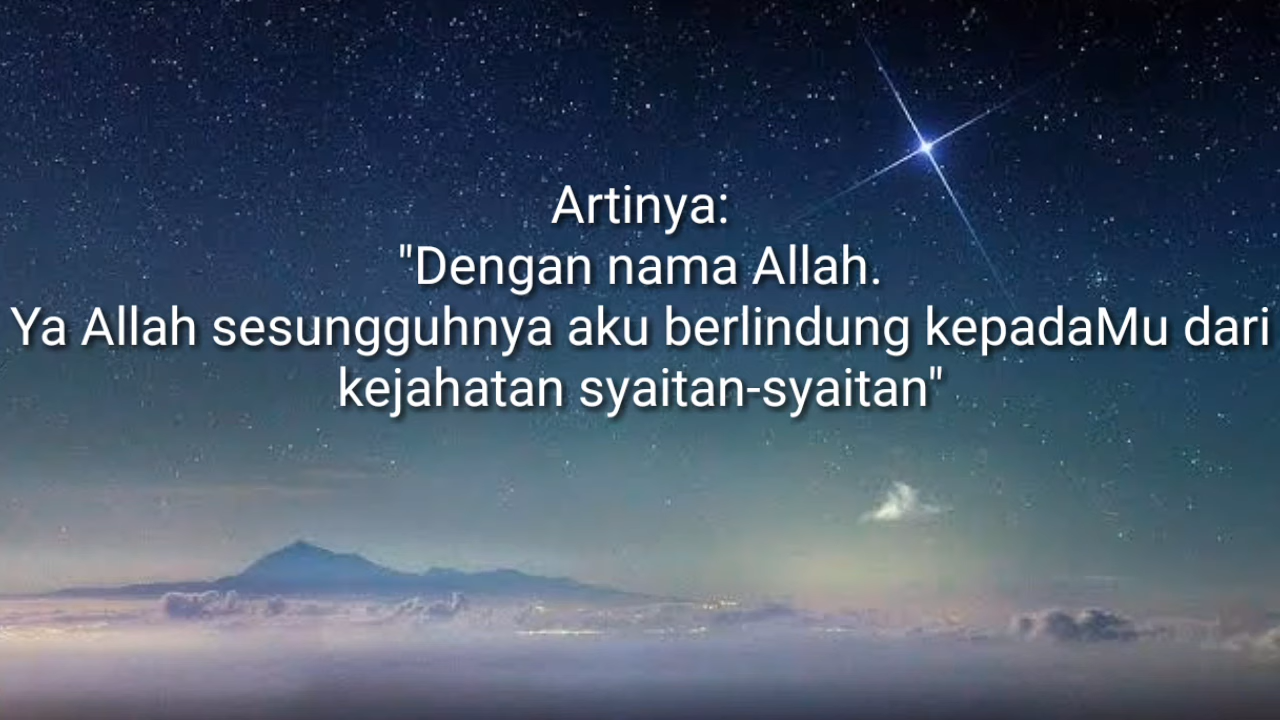 Artinya:
"Dengan nama Allah.
Ya Allah sesungguhnya aku berlindung kepadaMu dari
kejahatan syaitan-syaitan"